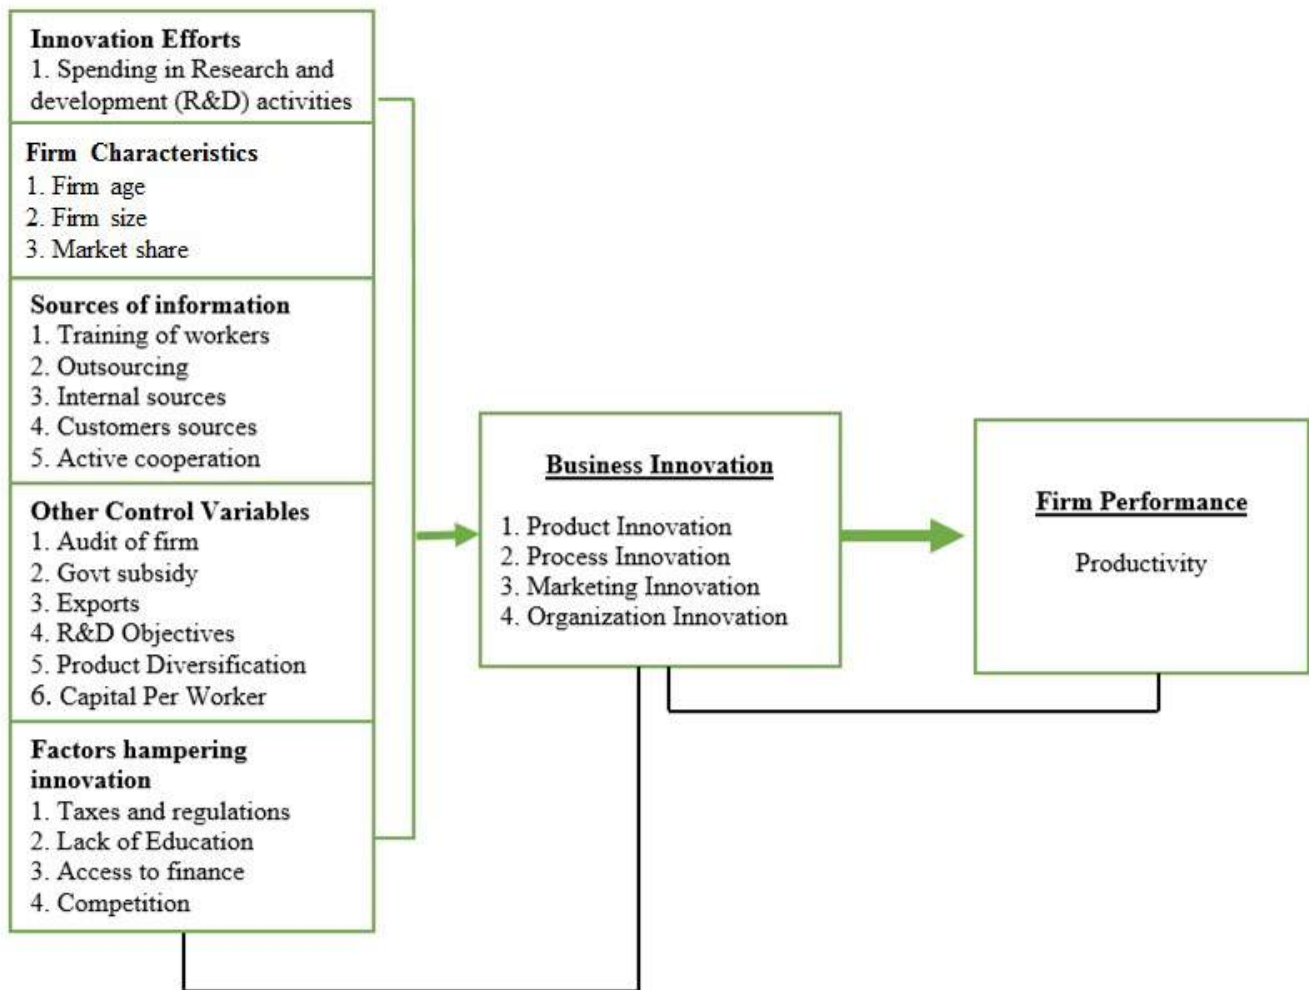 Innovation Efforts
1. Spending in Research and
development (R&D) activities
Firm Characteristics
1. Firm age
2. Firm size
3. Market share
Sources of information
1. Training of workers
2. Outsourcing
3. Internal sources
4. Customers sources
5. Active cooperation
Other Control Variables
1. Audit of firm
2. Govt subsidy
3. Exports
4. R&D Objectives
5. Product Diversification
6. Capital Per Worker
Factors hampering
innovation
1. Taxes and regulations
2. Lack of Education
3. Access to finance
4. Competition
Business Innovation
1. Product Innovation
2. Process Innovation
3. Marketing Innovation
4. Organization Innovation
Firm Performance
Productivity